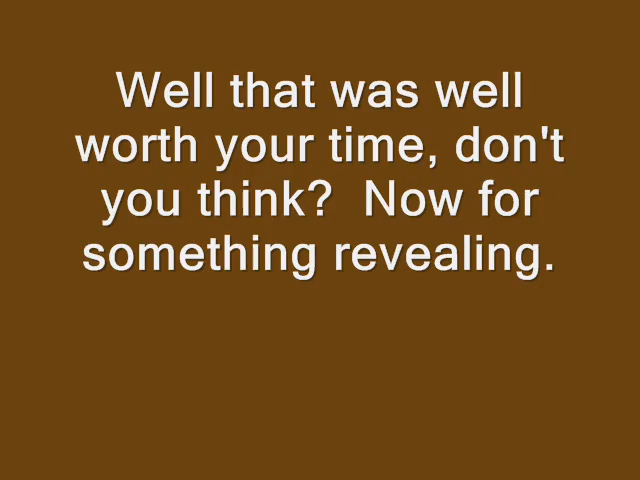 Well that was well
worth your time, don't
you think?  Now for
something revealing.